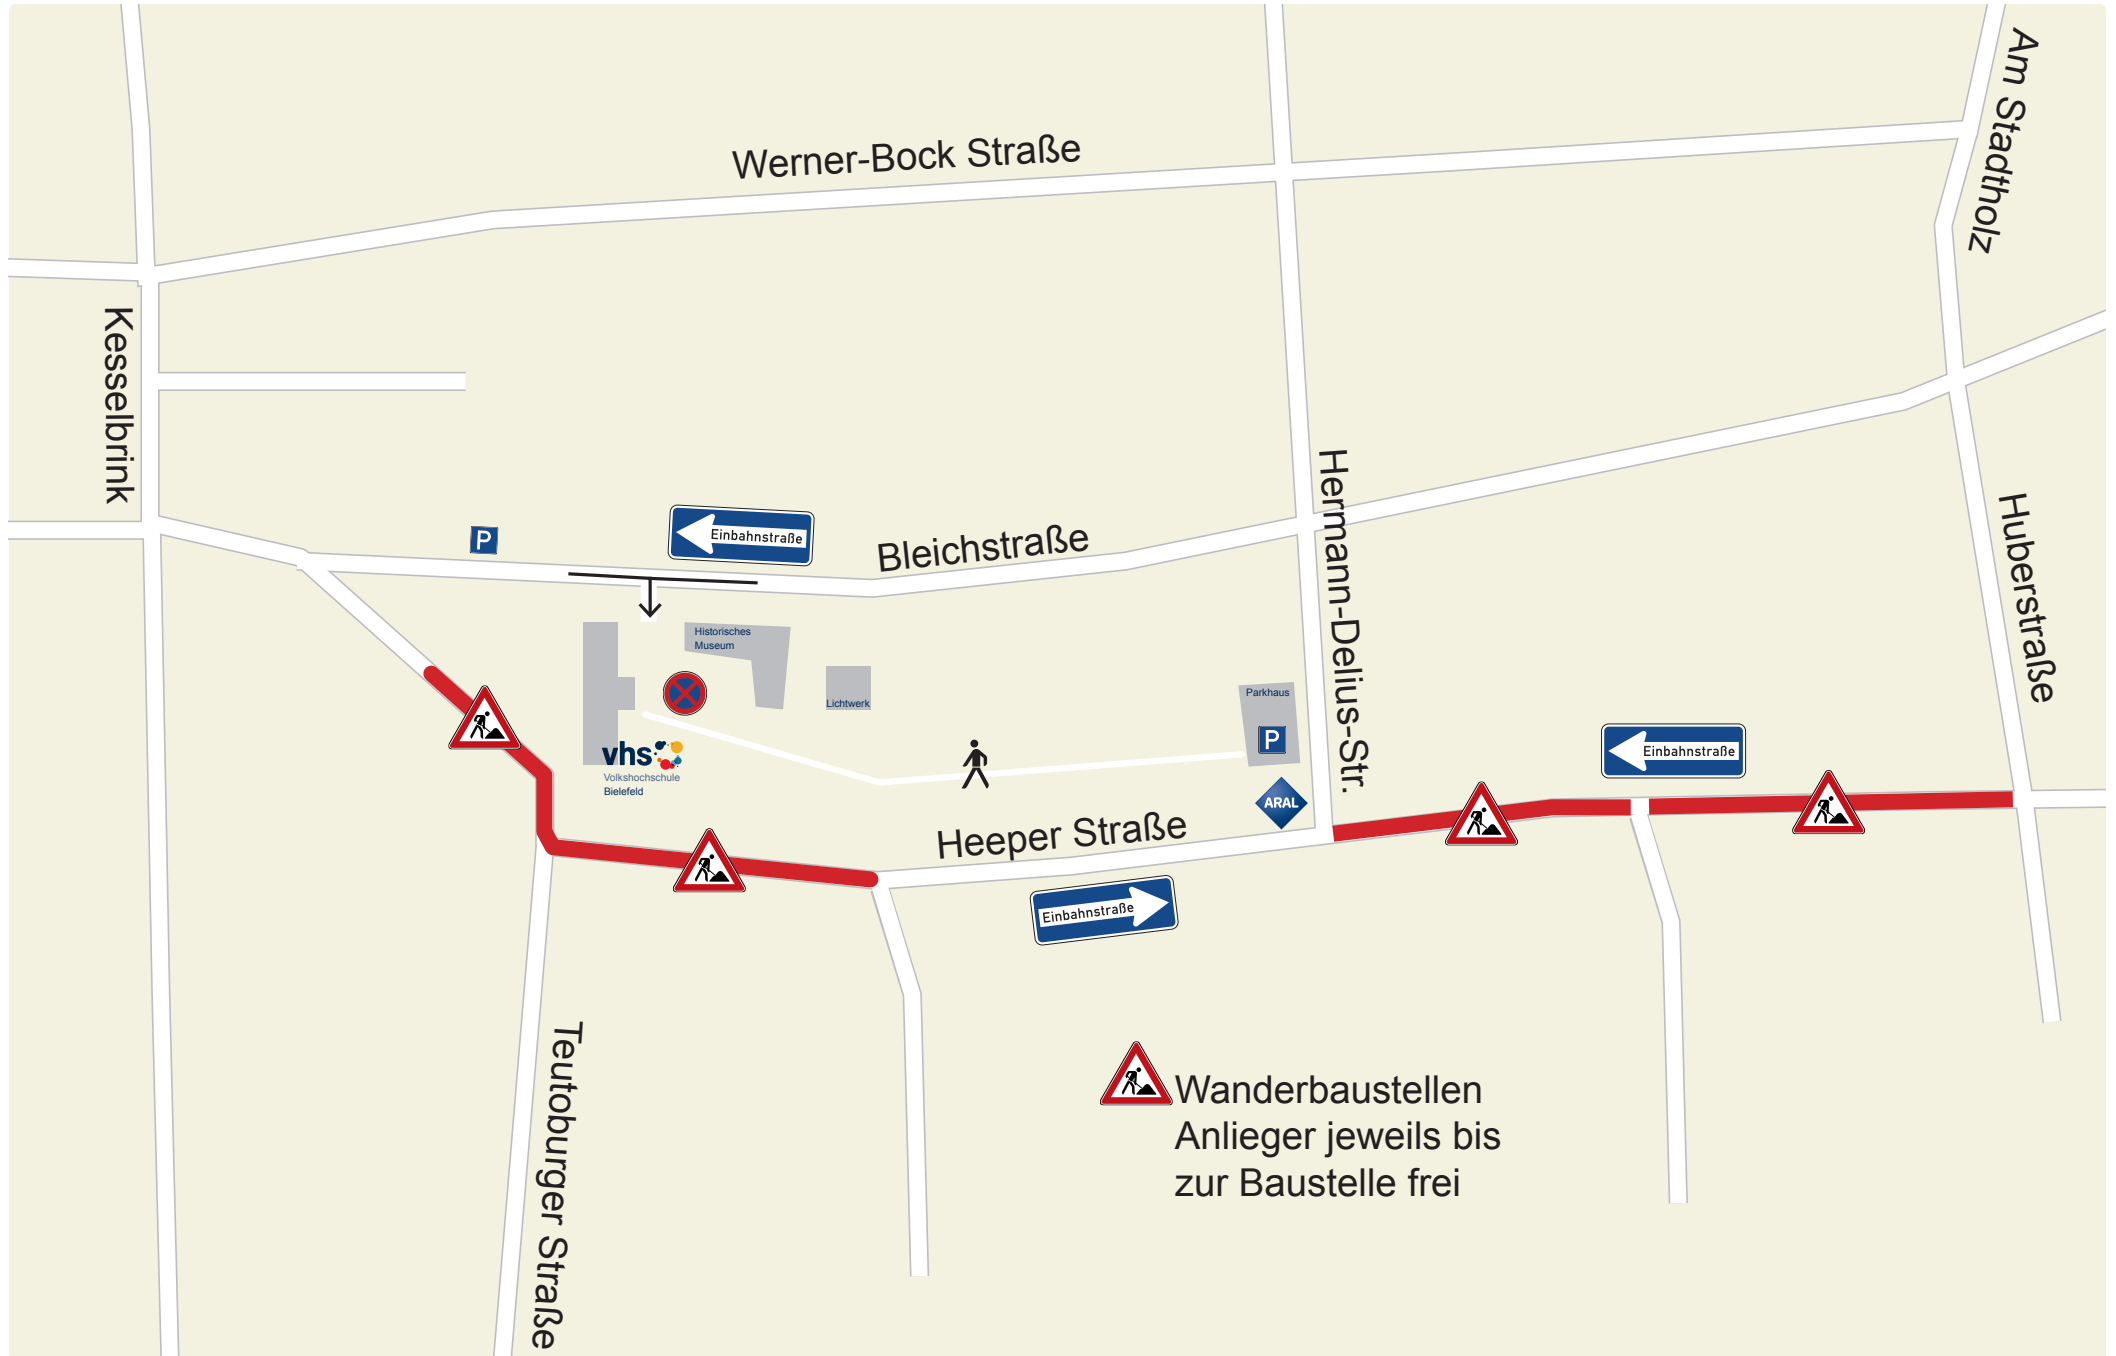 Am Stadtholz
Werner-Bock Straße
Kesselbrink
Hermann-Delius-Str.
Huberstraße
P
Einbahnstraße
Bleichstraße
Historisches
Museum
Lichtwerk
Parkhaus
P
vhs
Volkshochschule
Bielefeld
ARAL
Einbahnstraße
Heeper Straße
Einbahnstraße
Teutoburger Straße
Wanderbaustellen
Anlieger jeweils bis
zur Baustelle frei